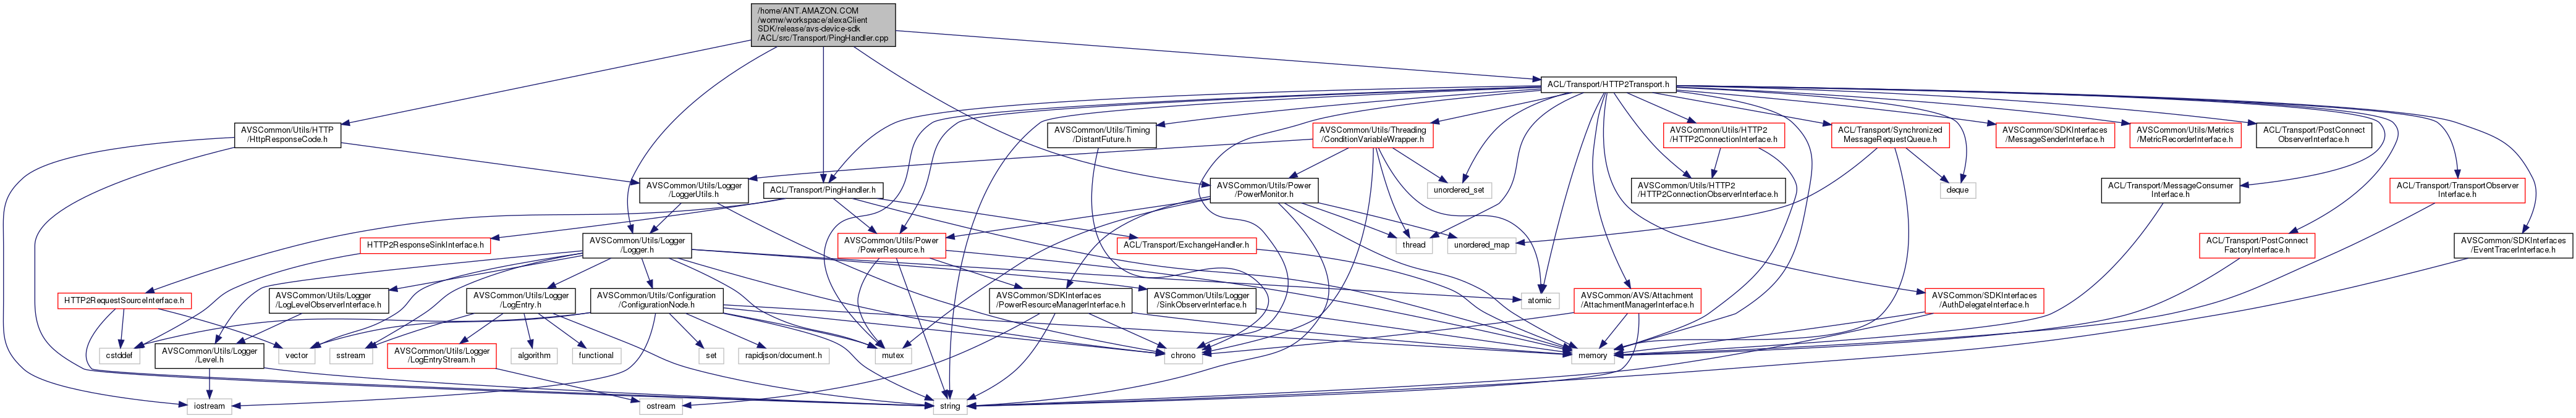 /home/ANT.AMAZON.COM
/womw/workspace/alexaClient
SDK/release/avs-device-sdk
/ACL/src/Transport/PingHandler.cpp
ACL/Transport/HTTP2Transport.h
AVSCommon/Utils/HTTP
/HttpResponseCode.h
AVSCommon/Utils/Timing
/DistantFuture.h
AVSCommon/Utils/Threading
/ConditionVariableWrapper.h
AVSCommon/Utils/HTTP2
/HTTP2ConnectionInterface.h
ACL/Transport/Synchronized
MessageRequestQueue.h
AVSCommon/SDKInterfaces
/MessageSenderInterface.h
AVSCommon/Utils/Metrics
/MetricRecorderInterface.h
ACL/Transport/PostConnect
ObserverInterface.h
AVSCommon/Utils/Logger
/LoggerUtils.h
ACL/Transport/PingHandler.h
AVSCommon/Utils/Power
/PowerMonitor.h
unordered_set
AVSCommon/Utils/HTTP2
/HTTP2ConnectionObserverInterface.h
deque
ACL/Transport/MessageConsumer
Interface.h
ACL/Transport/TransportObserver
Interface.h
HTTP2ResponseSinkInterface.h
AVSCommon/Utils/Logger
/Logger.h
AVSCommon/Utils/Power
/PowerResource.h
ACL/Transport/ExchangeHandler.h
thread
unordered_map
ACL/Transport/PostConnect
FactoryInterface.h
AVSCommon/SDKInterfaces
/EventTracerInterface.h
HTTP2RequestSourceInterface.h
AVSCommon/Utils/Logger
/LogLevelObserverInterface.h
AVSCommon/Utils/Logger
/LogEntry.h
AVSCommon/Utils/Configuration
/ConfigurationNode.h
AVSCommon/SDKInterfaces
/PowerResourceManagerInterface.h
AVSCommon/Utils/Logger
/SinkObserverInterface.h
atomic
AVSCommon/AVS/Attachment
/AttachmentManagerInterface.h
AVSCommon/SDKInterfaces
/AuthDelegateInterface.h
cstddef
AVSCommon/Utils/Logger
/Level.h
vector
sstream
AVSCommon/Utils/Logger
/LogEntryStream.h
algorithm
functional
set
rapidjson/document.h
mutex
chrono
memory
iostream
ostream
string